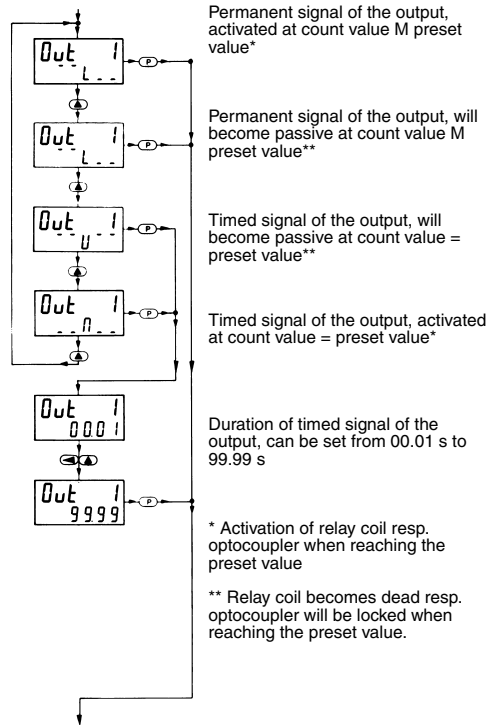 Permanent signal of the output,
activated at count value M preset
value*
Out 1
P
Permanent signal of the output, will
become passive at count value M
preset value**
Out 1
P
Timed signal of the output, will
become passive at count value =
preset value**
Out 1
P
Timed signal of the output, activated
at count value = preset value*
Out 1
P
Duration of timed signal of the
output, can be set from 00.01 s to
99.99 s
Out 1
00.01
Out 1
99.99
P
* Activation of relay coil resp.
optocoupler when reaching the
preset value
** Relay coil becomes dead resp.
optocoupler will be locked when
reaching the preset value.